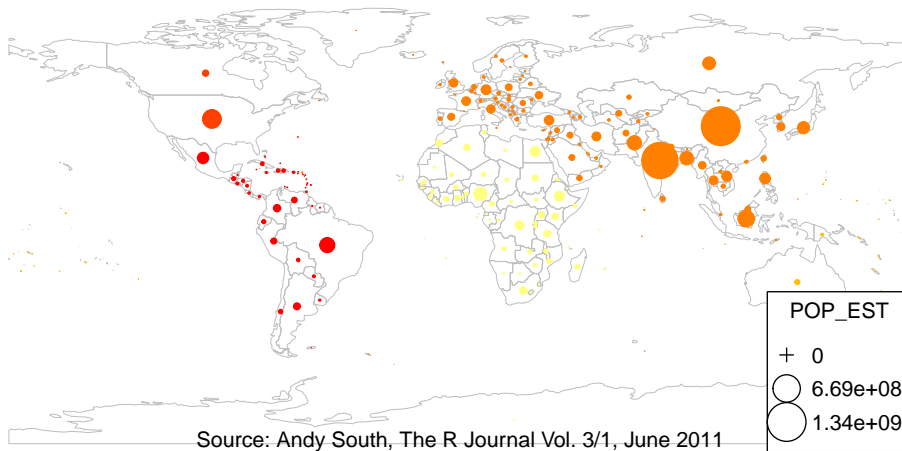 POP_EST
0
6.69e+08
1.34e+09
Source: Andy South, The R Journal Vol. 3/1, June 2011